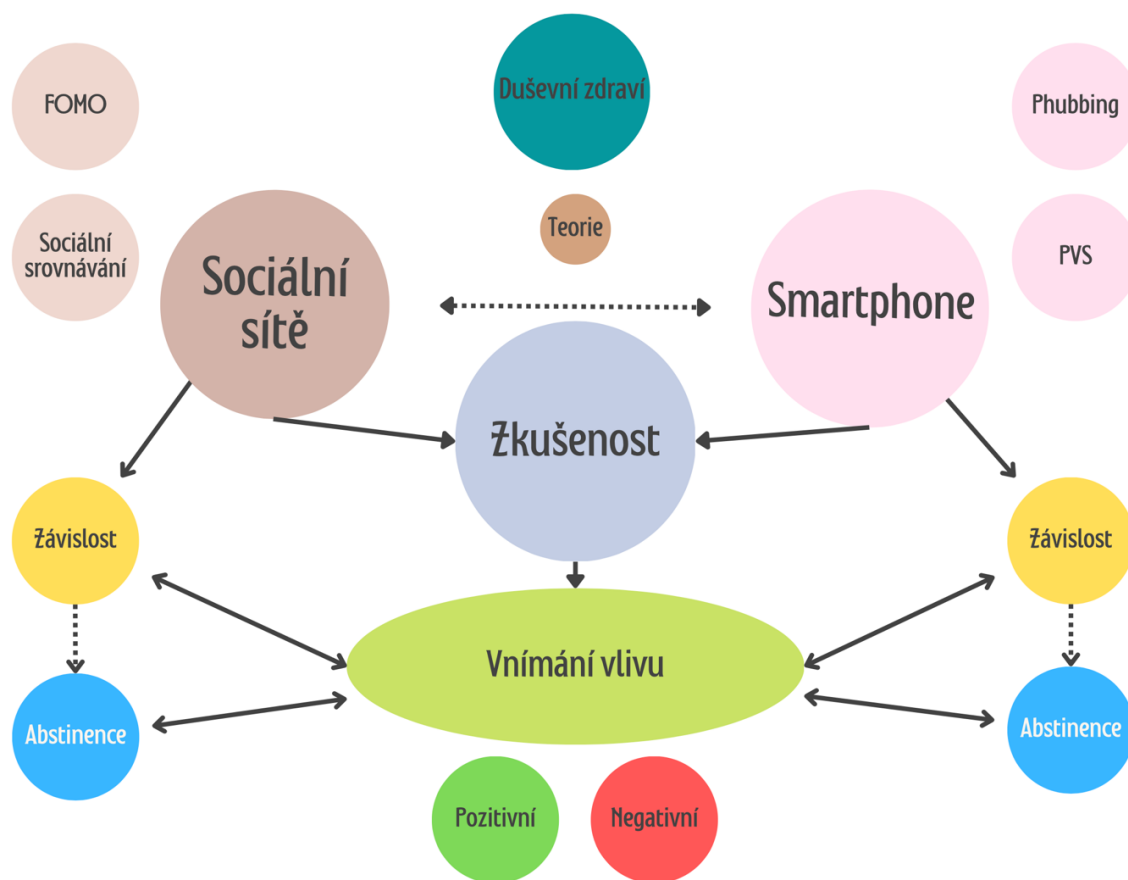 FOMO
Duševní zdraví
Phubbing
Sociální
srovnávání
Teorie
PVS
Sociální
sítě
Smartphone
Zkušenost
Závislost
Závislost
Vnímání vlivu
Abstinence
Abstinence
Pozitivní
Negativní